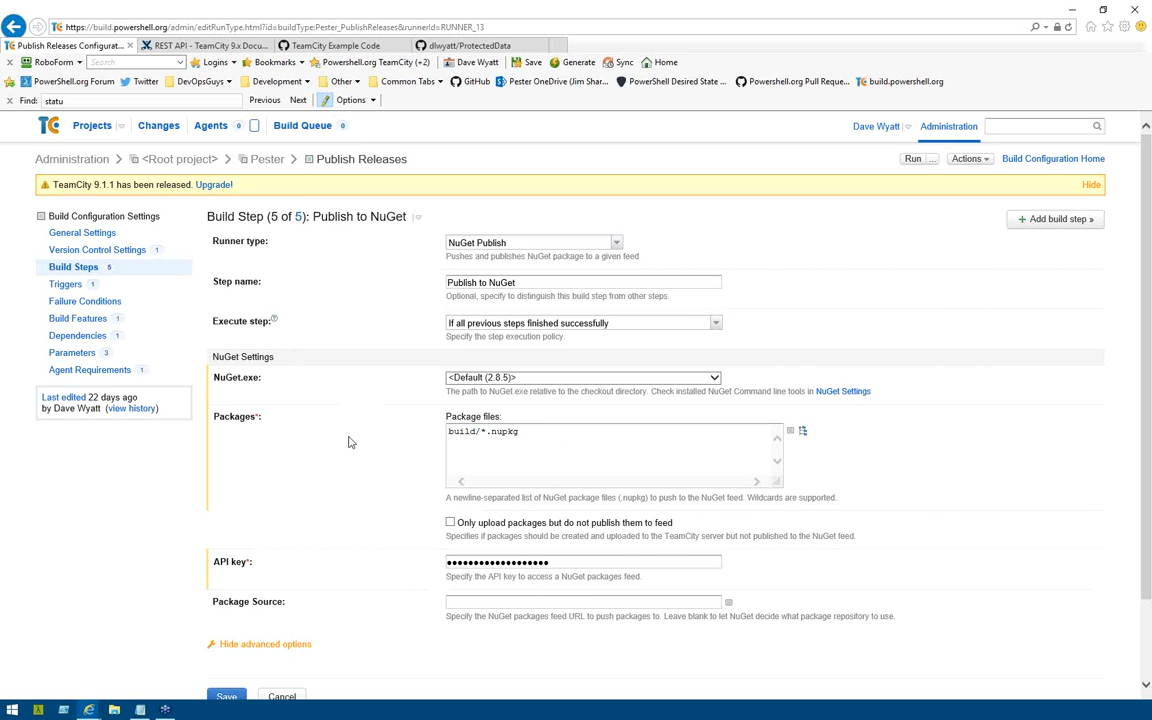 https://build.powershell.org/admin/editRunType.html?id=buildType:Pester_PublishReleases&runnerId=RUNNER_13
Publish Releases Configurat...
REST API - TeamCity 9.x Docu...
TeamCity Example Code
dlwyatt/ProtectedData
RoboForm
Search
Logins
Bookmarks
Powershell.org TeamCity (+2)
Dave Wyatt
Save
Generate
Sync
Home
PowerShell.org Forum
Twitter
DevOpsGuys
Development
Other
Common Tabs
GitHub
Pester OneDrive (Jim Shar...
PowerShell Desired State ...
Powershell.org Pull Reque...
build.powershell.org
Find: statu
Previous
Next
Options
TC
Projects
Changes
Agents 0
Build Queue 0
Dave Wyatt
Administration
Administration
<Root project>
Pester
Publish Releases
Run
...
Actions
Build Configuration Home
TeamCity 9.1.1 has been released. Upgrade!
Hide
Build Configuration Settings
General Settings
Version Control Settings 1
Build Steps 5
Triggers 1
Failure Conditions
Build Features 1
Dependencies 1
Parameters 3
Agent Requirements 1
Last edited 22 days ago
by Dave Wyatt (view history)
Build Step (5 of 5): Publish to NuGet
+ Add build step »
Runner type:
NuGet Publish
Pushes and publishes NuGet package to a given feed
Step name:
Publish to NuGet
Optional, specify to distinguish this build step from other steps.
Execute step:
If all previous steps finished successfully
Specify the step execution policy.
NuGet Settings
NuGet.exe:
<Default (2.8.5)>
The path to NuGet.exe relative to the checkout directory. Check installed NuGet Command line tools in NuGet Settings
Packages*:
Package files:
build/*.nupkg
A newline-separated list of NuGet package files (.nupkg) to push to the NuGet feed. Wildcards are supported.
Only upload packages but do not publish them to feed
Specifies if packages should be created and uploaded to the TeamCity server but not published to the NuGet feed.
API key*:
•••••••••••••••••••
Specify the API key to access a NuGet packages feed.
Package Source:
Specify the NuGet packages feed URL to push packages to. Leave blank to let NuGet decide what package repository to use.
Hide advanced options
Save
Cancel